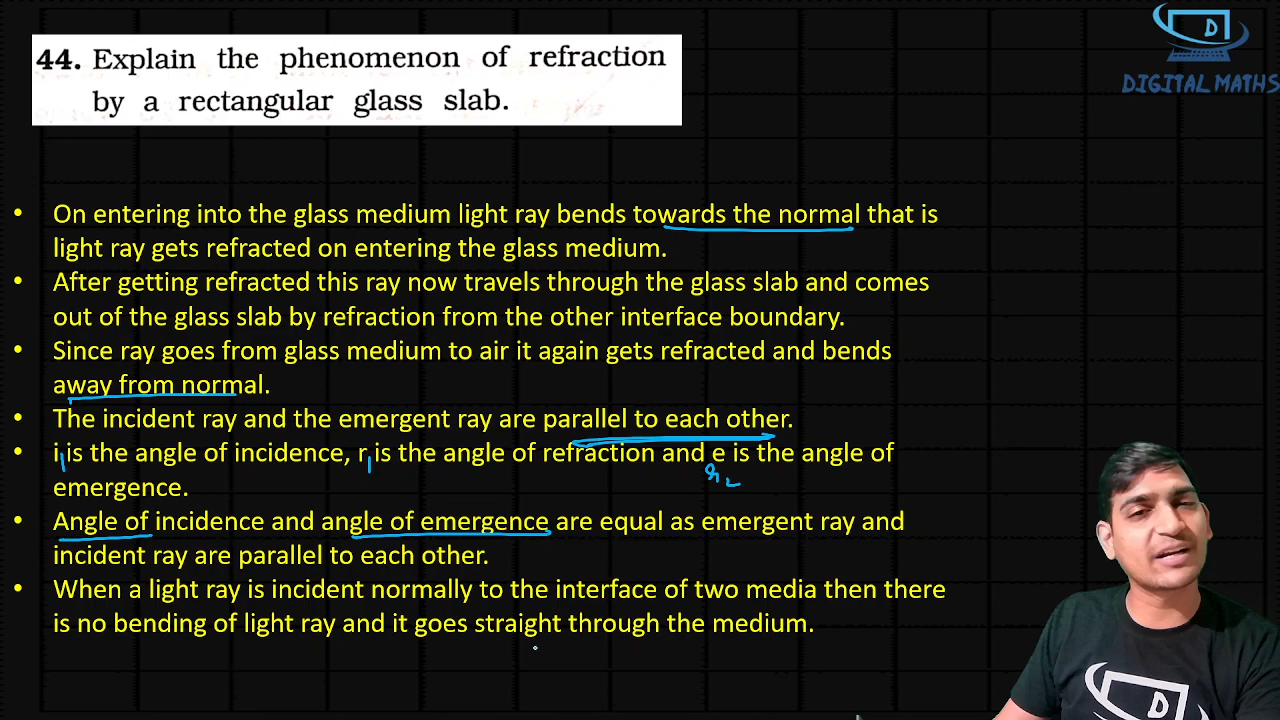 44. Explain the phenomenon of refraction
by a rectangular glass slab.
D
DIGITAL MATHS
• On entering into the glass medium light ray bends towards the normal that is
light ray gets refracted on entering the glass medium.
• After getting refracted this ray now travels through the glass slab and comes
out of the glass slab by refraction from the other interface boundary.
• Since ray goes from glass medium to air it again gets refracted and bends
away from normal.
• The incident ray and the emergent ray are parallel to each other.
• i₁ is the angle of incidence, r₁ is the angle of refraction and e is the angle of
r₂
emergence.
• Angle of incidence and angle of emergence are equal as emergent ray and
incident ray are parallel to each other.
• When a light ray is incident normally to the interface of two media then there
is no bending of light ray and it goes straight through the medium.
D